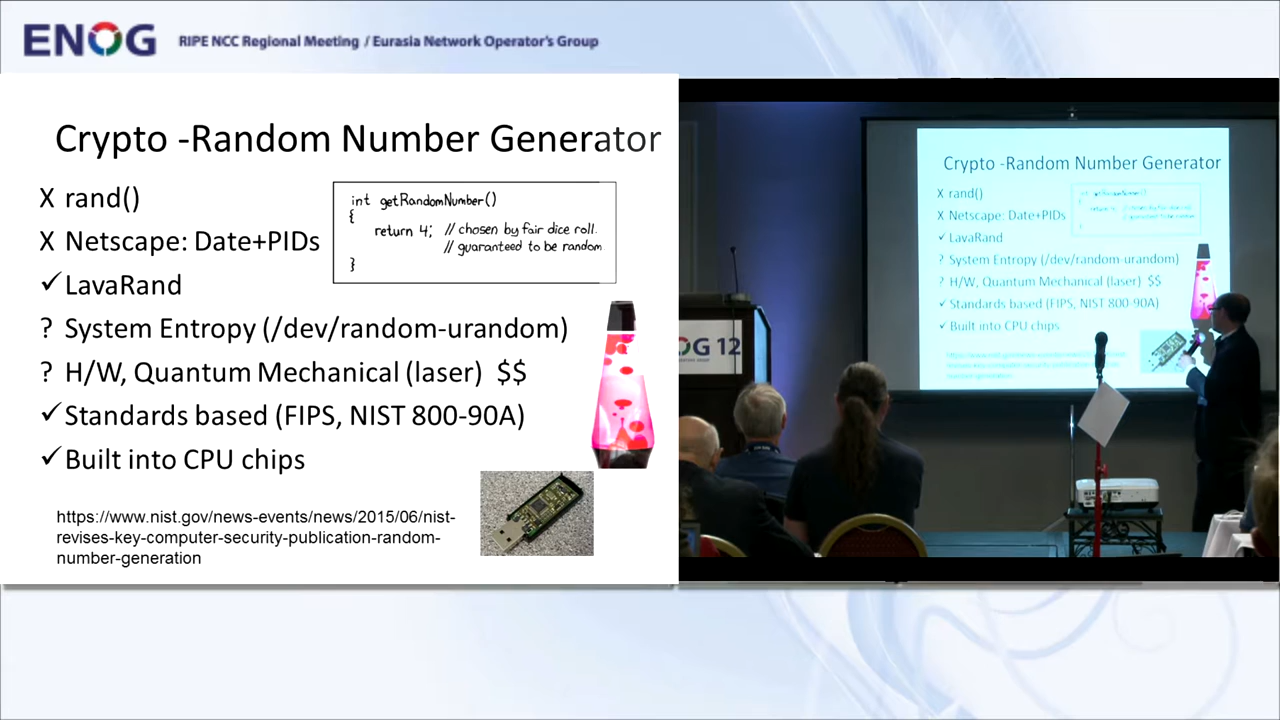 ENOG RIPE NCC Regional Meeting / Eurasia Network Operator's Group
Crypto -Random Number Generator
X rand()
X Netscape: Date+PIDs
✓ LavaRand
? System Entropy (/dev/random-urandom)
? H/W, Quantum Mechanical (laser) $$
✓ Standards based (FIPS, NIST 800-90A)
✓ Built into CPU chips
int getRandomNumber()
{
return 4; // chosen by fair dice roll.
// guaranteed to be random.
}
https://www.nist.gov/news-events/news/2015/06/nist-
revises-key-computer-security-publication-random-
number-generation
Crypto -Random Number Generator
X rand()
X Netscape: Date+PIDs
✓ LavaRand
? System Entropy (/dev/random-urandom)
? H/W, Quantum Mechanical (laser) $$
✓ Standards based (FIPS, NIST 800-90A)
✓ Built into CPU chips
OG 12